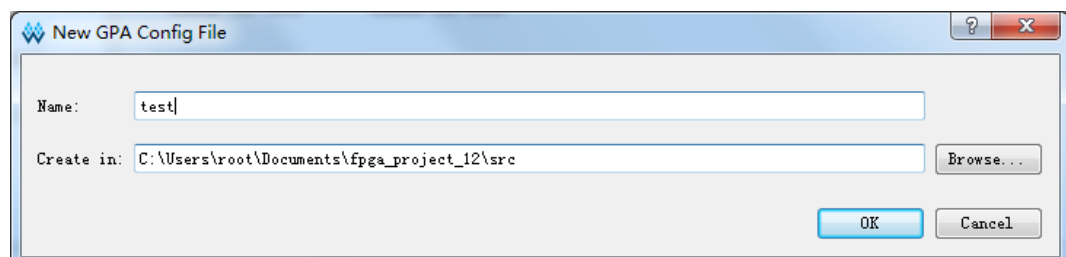 New GPA Config File
Name: test
Create in: C:\Users\root\Documents\fpga_project_12\src Browse...
OK Cancel